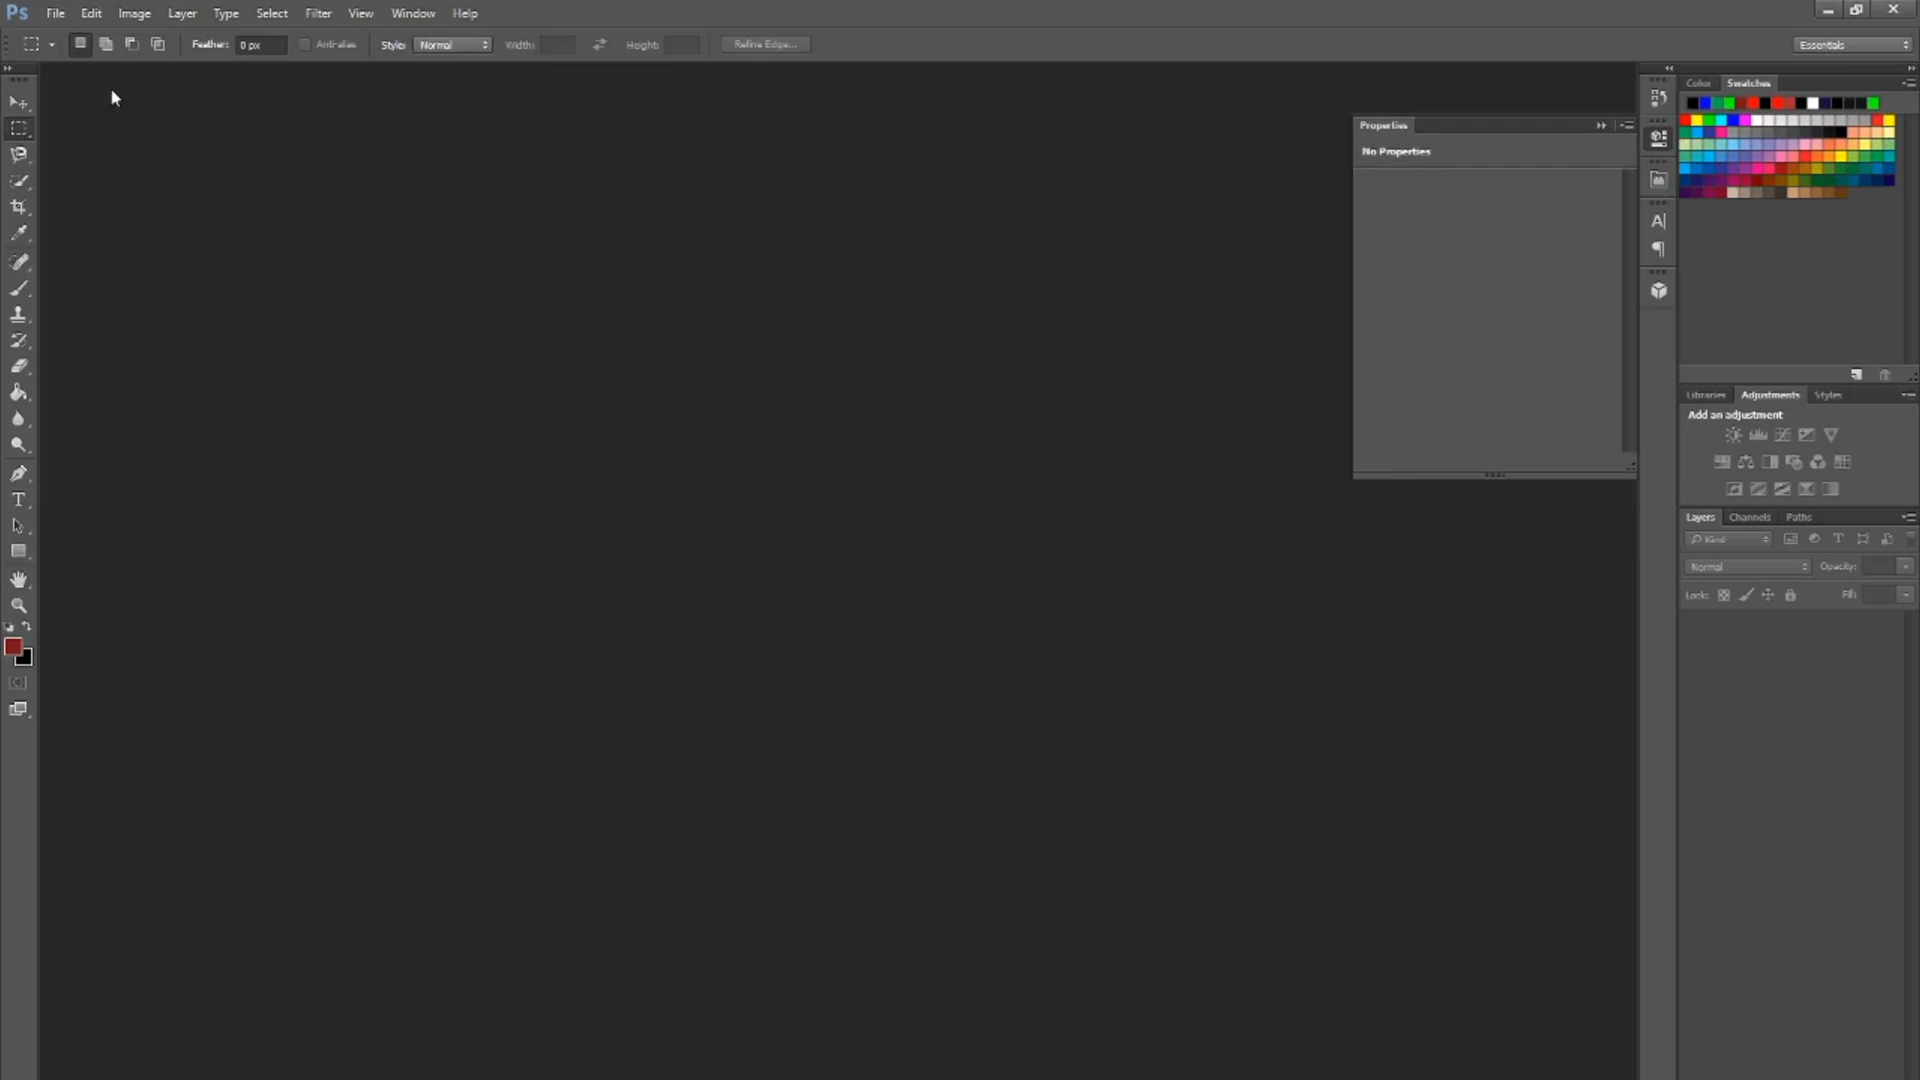 Ps File Edit Image Layer Type Select Filter View Window Help
Feather: 0 px Anti-alias Style: Normal Width: Height: Refine Edge... Essentials
Color Swatches
Properties
No Properties
Libraries Adjustments Styles
Add an adjustment
Layers Channels Paths
Kind
Normal Opacity:
Lock: Fill: